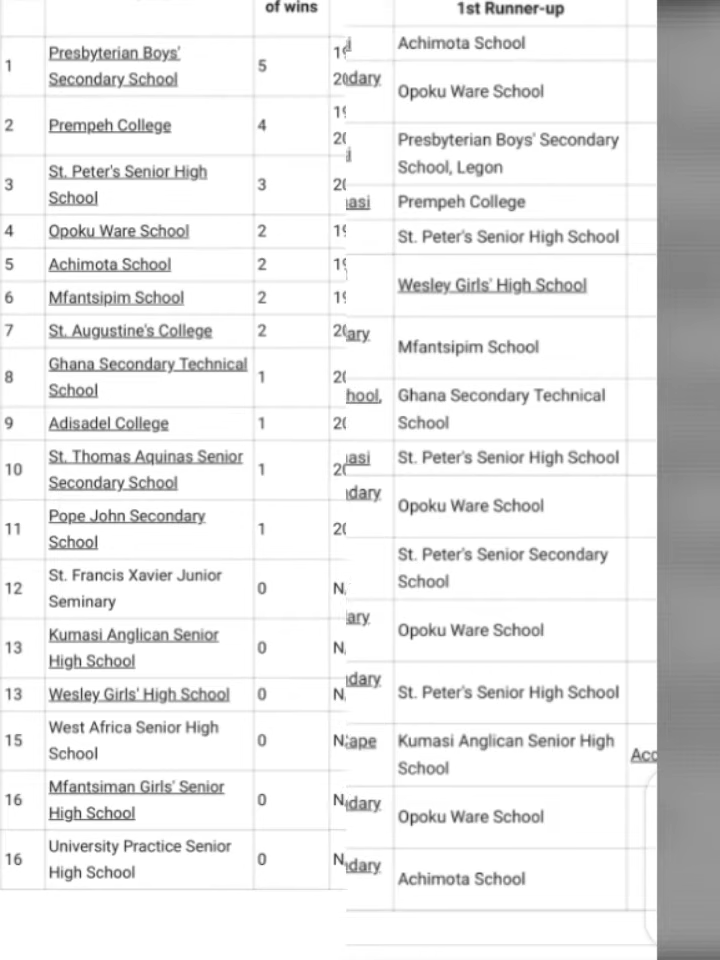 of wins
1
Presbyterian Boys'
Secondary School
5
2
Prempeh College
4
3
St. Peter's Senior High
School
3
4
Opoku Ware School
2
5
Achimota School
2
6
Mfantsipim School
2
7
St. Augustine's College
2
8
Ghana Secondary Technical
School
1
9
Adisadel College
1
10
St. Thomas Aquinas Senior
Secondary School
1
11
Pope John Secondary
School
1
12
St. Francis Xavier Junior
Seminary
0
13
Kumasi Anglican Senior
High School
0
13
Wesley Girls' High School
0
15
West Africa Senior High
School
0
16
Mfantsiman Girls' Senior
High School
0
16
University Practice Senior
High School
0
1st Runner-up
Achimota School
Opoku Ware School
Presbyterian Boys' Secondary
School, Legon
Prempeh College
St. Peter's Senior High School
Wesley Girls' High School
Mfantsipim School
Ghana Secondary Technical
School
St. Peter's Senior High School
Opoku Ware School
St. Peter's Senior Secondary
School
Opoku Ware School
St. Peter's Senior High School
Kumasi Anglican Senior High
School
Opoku Ware School
Achimota School